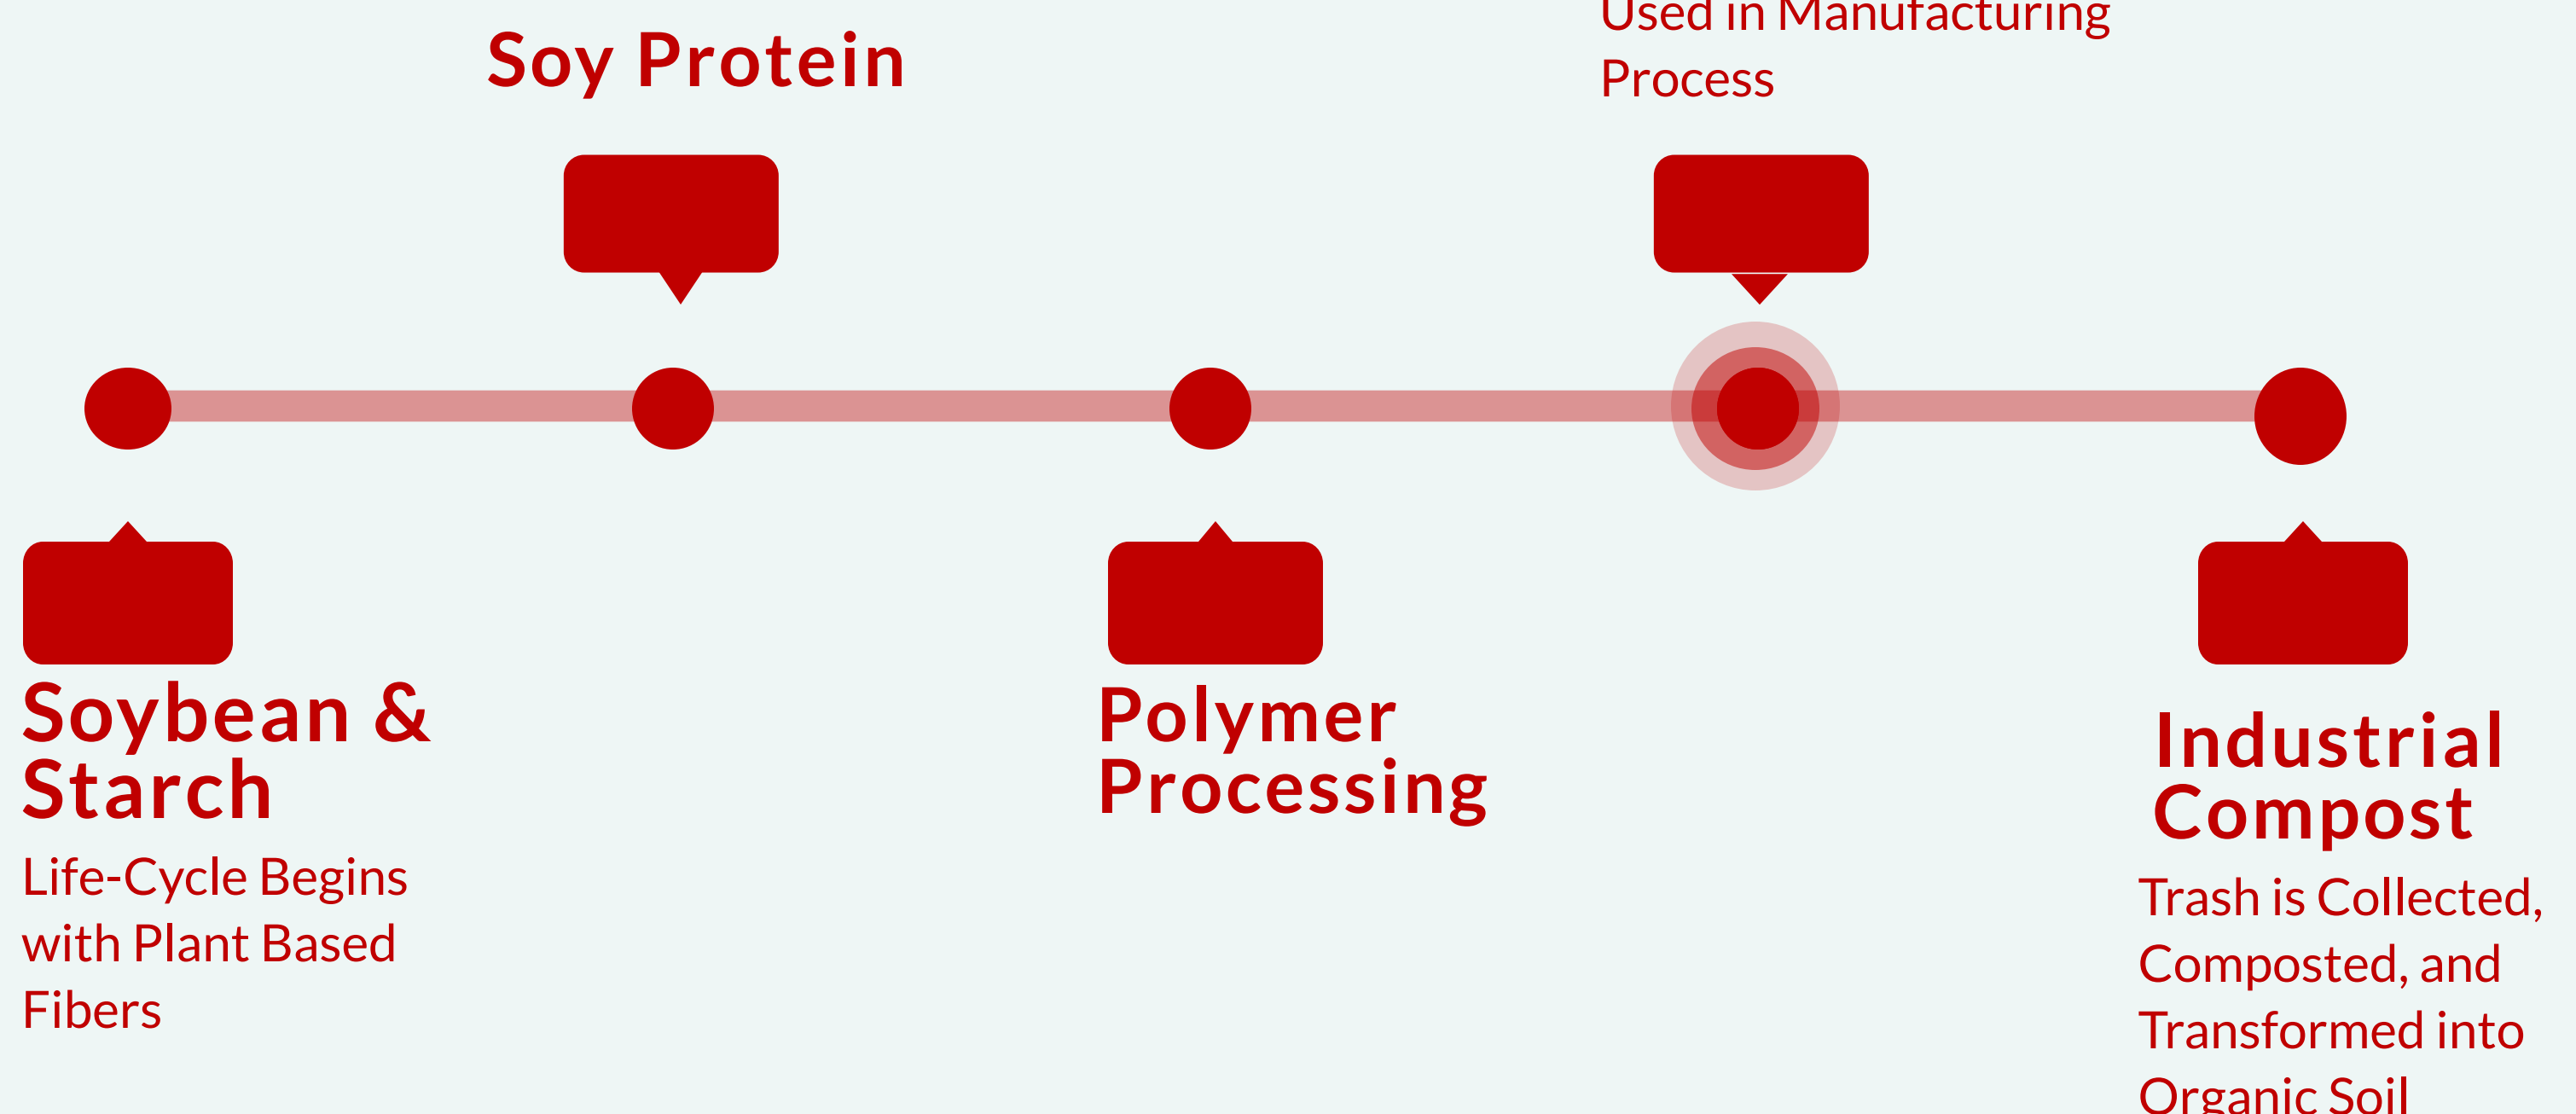 Soy Protein
Used in Manufacturing
Process
Soybean &
Starch
Life-Cycle Begins
with Plant Based
Fibers
Polymer
Processing
Industrial
Compost
Trash is Collected,
Composted, and
Transformed into
Organic Soil